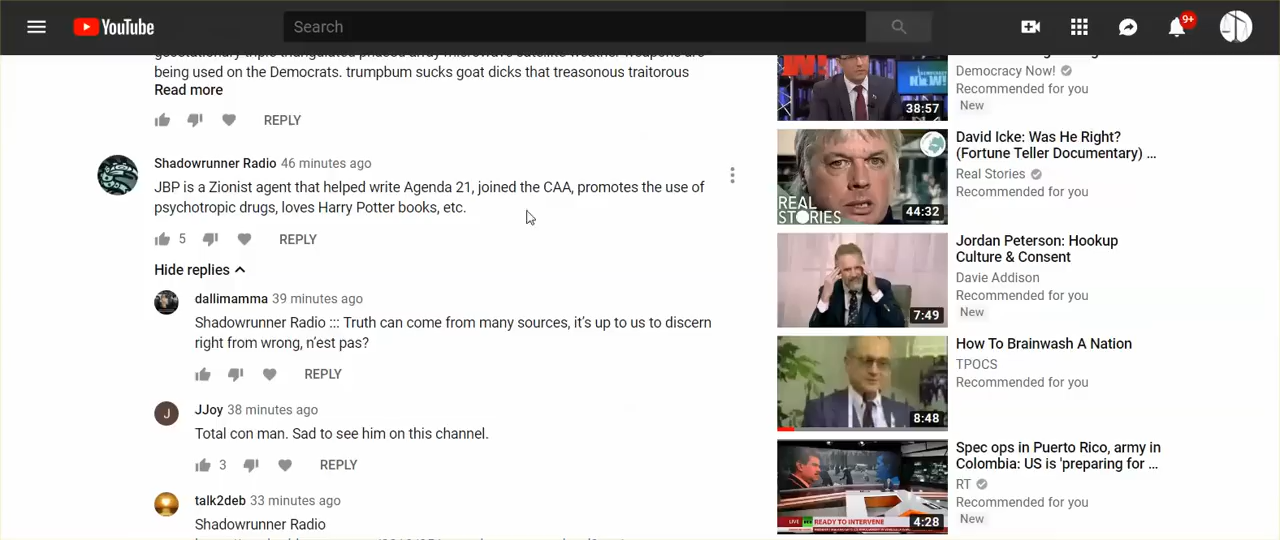 YouTube
Search
9+
being used on the Democrats. trumpbum sucks goat dicks that treasonous traitorous
Read more
REPLY
Shadowrunner Radio 46 minutes ago
JBP is a Zionist agent that helped write Agenda 21, joined the CAA, promotes the use of
psychotropic drugs, loves Harry Potter books, etc.
5 REPLY
Hide replies
dallimamma 39 minutes ago
Shadowrunner Radio ::: Truth can come from many sources, it's up to us to discern
right from wrong, n'est pas?
REPLY
J
JJoy 38 minutes ago
Total con man. Sad to see him on this channel.
3 REPLY
talk2deb 33 minutes ago
Shadowrunner Radio
38:57
Democracy Now!
Recommended for you
New
REAL
STORIES
44:32
David Icke: Was He Right?
(Fortune Teller Documentary) ...
Real Stories
Recommended for you
7:49
Jordan Peterson: Hookup
Culture & Consent
Davie Addison
Recommended for you
New
8:48
How To Brainwash A Nation
TPOCS
Recommended for you
LIVE
READY TO INTERVENE
4:28
Spec ops in Puerto Rico, army in
Colombia: US is 'preparing for ...
RT
Recommended for you
New